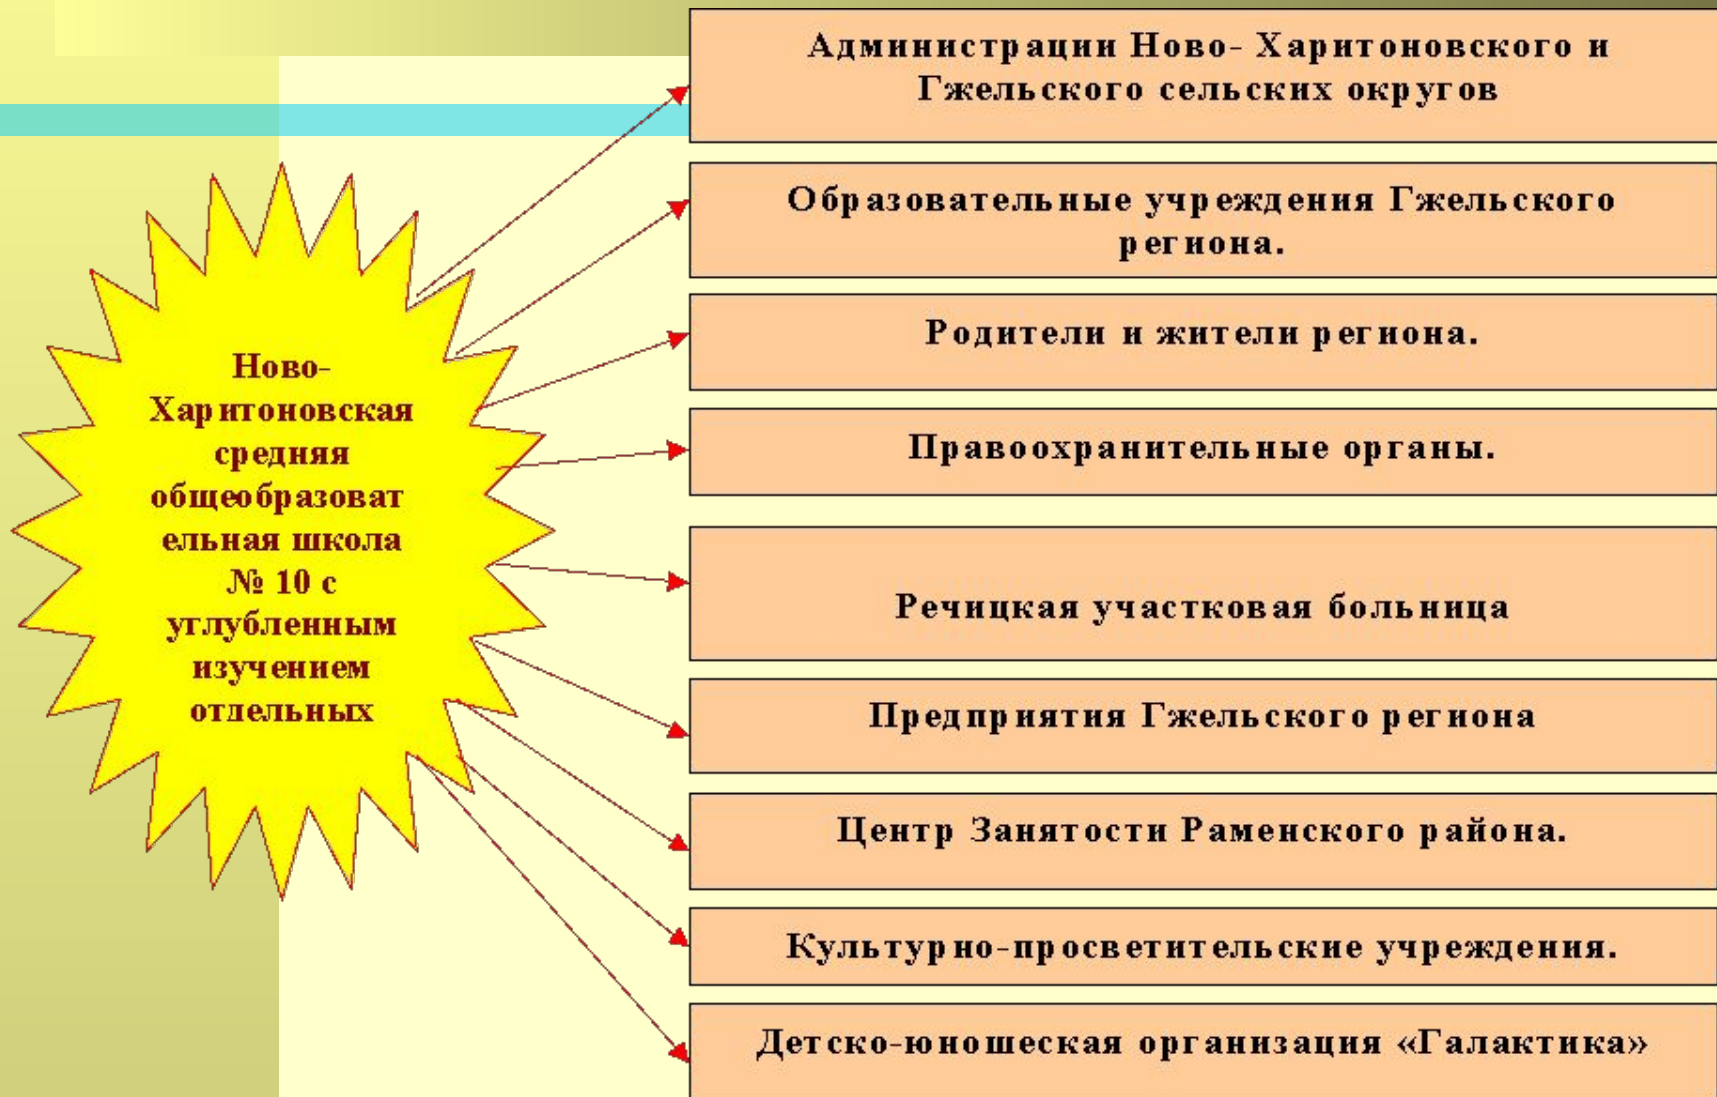 Ново-
Харитоновская
средняя
общеобразоват
ельная школа
№ 10 с
углубленным
изучением
отдельных
Администрации Ново- Харитоновского и
Гжельского сельских округов
Образовательные учреждения Гжельского
региона.
Родители и жители региона.
Правоохранительные органы.
Речицкая участковая больница
Предприятия Гжельского региона
Центр Занятости Раменского района.
Культурно-просветительские учреждения.
Детско-юношеская организация «Галактика»